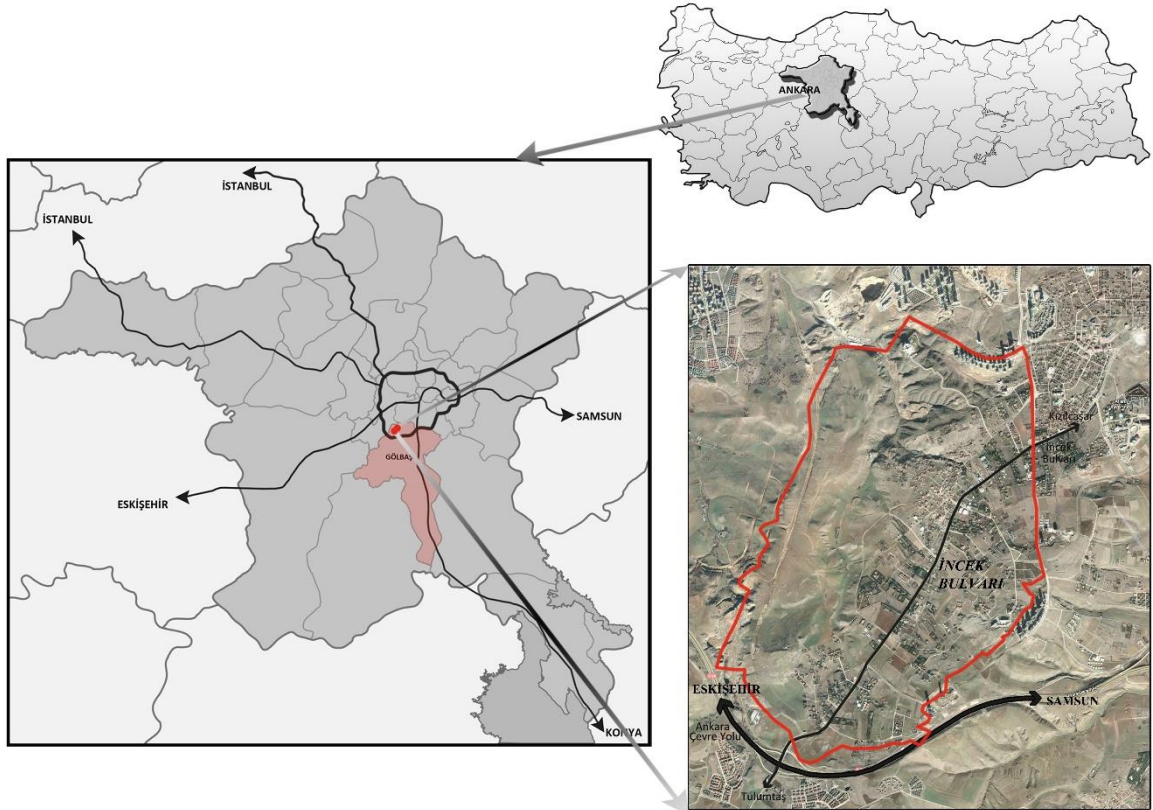 ANKARA
İSTANBUL
İSTANBUL
SAMSUN
GÖLBAŞ
ESKİŞEHİR
KONYA
Kızılcaşar
İncek
Bulvarı
İNCEK
BULVARI
ESKİŞEHİR
SAMSUN
Ankara
Çevre Yolu
Tulumtaş